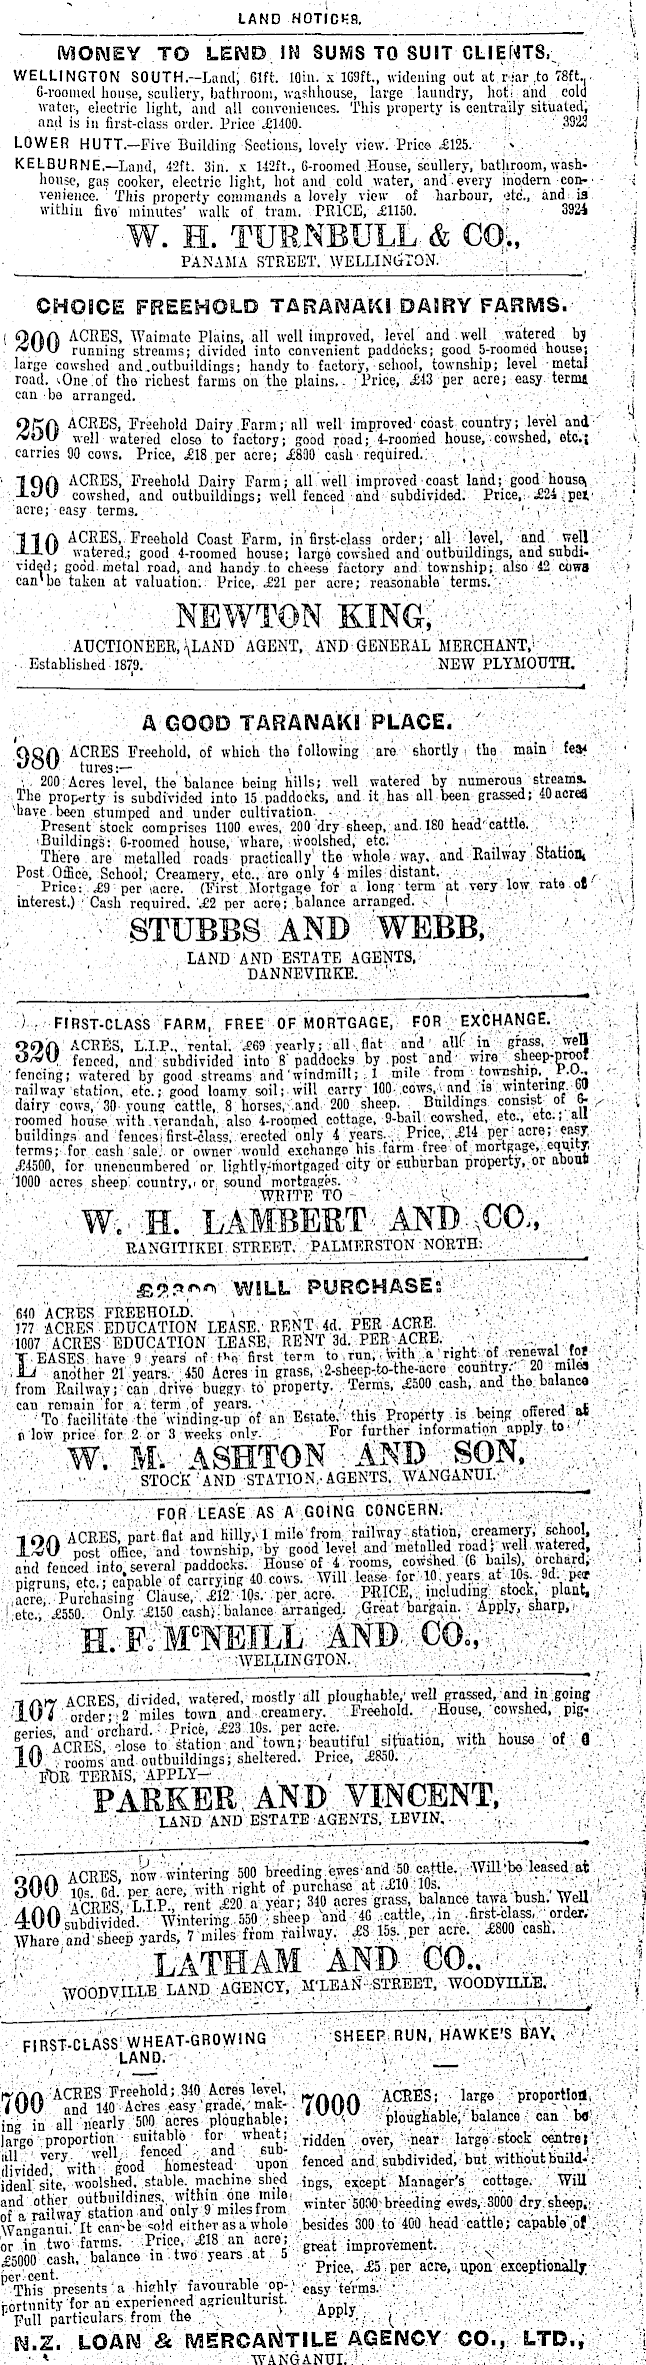 LAND NOTICES.
MONEY TO LEND IN SUMS TO SUIT CLIENTS.
WELLINGTON SOUTH.—Land, 61ft. 10in. x 169ft., widening out at rear to 78ft.,
6-roomed house, scullery, bathroom, washhouse, large laundry, hot and cold
water, electric light, and all conveniences. This property is centrally situated,
and is in first-class order. Price £1400. 3923
LOWER HUTT.—Five Building Sections, lovely view. Price £125.
KELBURNE.—Land, 42ft. 3in. x 142ft., 6-roomed House, scullery, bathroom, wash-
house, gas cooker, electric light, hot and cold water, and every modern con-
venience. This property commands a lovely view of harbour, etc., and is
within five minutes' walk of tram. PRICE, £1150. 3924
W. H. TURNBULL & CO.,
PANAMA STREET, WELLINGTON.
CHOICE FREEHOLD TARANAKI DAIRY FARMS.
200 ACRES, Waimate Plains, all well improved, level and well watered by
running streams; divided into convenient paddocks; good 5-roomed house;
large cowshed and outbuildings; handy to factory, school, township; level metal
road. One of the richest farms on the plains. Price, £43 per acre; easy terms
can be arranged.
250 ACRES, Freehold Dairy Farm; all well improved coast country; level and
well watered close to factory; good road; 4-roomed house, cowshed, etc.;
carries 90 cows. Price, £18 per acre; £800 cash required.
190 ACRES, Freehold Dairy Farm; all well improved coast land; good house,
cowshed, and outbuildings; well fenced and subdivided. Price, £24 per
acre; easy terms.
110 ACRES, Freehold Coast Farm, in first-class order; all level, and well
watered; good 4-roomed house; large cowshed and outbuildings, and subdi-
vided; good metal road, and handy to cheese factory and township; also 42 cows
can be taken at valuation. Price, £21 per acre; reasonable terms.
NEWTON KING,
AUCTIONEER, LAND AGENT, AND GENERAL MERCHANT,
Established 1879. NEW PLYMOUTH.
A GOOD TARANAKI PLACE.
980 ACRES Freehold, of which the following are shortly the main fea-
tures:—
200 Acres level, the balance being hills; well watered by numerous streams.
The property is subdivided into 15 paddocks, and it has all been grassed; 40 acres
have been stumped and under cultivation.
Present stock comprises 1100 ewes, 200 dry sheep, and 180 head cattle.
Buildings: 6-roomed house, whare, woolshed, etc.
There are metalled roads practically the whole way, and Railway Station,
Post Office, School, Creamery, etc., are only 4 miles distant.
Price: £9 per acre. (First Mortgage for a long term at very low rate of
interest.) Cash required. £2 per acre; balance arranged.
STUBBS AND WEBB,
LAND AND ESTATE AGENTS,
DANNEVIRKE.
FIRST-CLASS FARM, FREE OF MORTGAGE, FOR EXCHANGE.
320 ACRES, L.I.P., rental, £69 yearly; all flat and all in grass, well
fenced, and subdivided into 8 paddocks by post and wire sheep-proof
fencing; watered by good streams and windmill; 1 mile from township, P.O.,
railway station, etc.; good loamy soil; will carry 100 cows, and is wintering 60
dairy cows, 30 young cattle, 8 horses, and 200 sheep. Buildings consist of 6-
roomed house with verandah, also 4-roomed cottage, 9-bail cowshed, etc., etc.; all
buildings and fences first-class, erected only 4 years. Price, £14 per acre; easy
terms; for cash sale, or owner would exchange his farm free of mortgage, equity
£4500, for unencumbered or lightly-mortgaged city or suburban property, or about
1000 acres sheep country, or sound mortgages.
WRITE TO
W. H. LAMBERT AND CO.,
RANGITIKEI STREET, PALMERSTON NORTH.
£2300 WILL PURCHASE:
640 ACRES FREEHOLD.
177 ACRES EDUCATION LEASE, RENT 4d. PER ACRE.
1007 ACRES EDUCATION LEASE, RENT 3d. PER ACRE.
LEASES have 9 years of the first term to run, with a right of renewal for
another 21 years. 450 Acres in grass, 2-sheep-to-the-acre country. 20 miles
from Railway; can drive buggy to property. Terms, £500 cash, and the balance
can remain for a term of years.
To facilitate the winding-up of an Estate, this Property is being offered at
a low price for 2 or 3 weeks only. For further information apply to
W. M. ASHTON AND SON,
STOCK AND STATION AGENTS, WANGANUI.
FOR LEASE AS A GOING CONCERN.
120 ACRES, part flat and hilly, 1 mile from railway station, creamery, school,
post office, and township, by good level and metalled road; well watered,
and fenced into several paddocks. House of 4 rooms, cowshed (6 bails), orchard,
pigruns, etc.; capable of carrying 40 cows. Will lease for 10 years at 10s. 9d. per
acre, Purchasing Clause, £12 10s. per acre. PRICE, including stock, plant,
etc., £550. Only £150 cash; balance arranged. Great bargain. Apply, sharp,
H. F. McNEILL AND CO.,
WELLINGTON.
107 ACRES, divided, watered, mostly all ploughable, well grassed, and in going
order; 2 miles town and creamery. Freehold. House, cowshed, pig-
geries, and orchard. Price, £23 10s. per acre.
10 ACRES, close to station and town; beautiful situation, with house of
rooms and outbuildings; sheltered. Price, £850.
FOR TERMS, APPLY—
PARKER AND VINCENT,
LAND AND ESTATE AGENTS, LEVIN.
300 ACRES, now wintering 500 breeding ewes and 50 cattle. Will be leased at
10s. 6d. per acre, with right of purchase at £10 10s.
400 ACRES, L.I.P., rent £20 a year; 340 acres grass, balance tawa bush. Well
subdivided. Wintering 550 sheep and 46 cattle, in first-class order.
Whare and sheep yards, 7 miles from railway. £8 15s. per acre. £800 cash.
LATHAM AND CO.,
WOODVILLE LAND AGENCY, M'LEAN STREET, WOODVILLE.
FIRST-CLASS WHEAT-GROWING
LAND.
700 ACRES Freehold; 340 Acres level,
and 140 Acres easy grade, mak-
ing in all nearly 500 acres ploughable;
large proportion suitable for wheat;
all very well fenced and sub-
divided, with good homestead upon
ideal site, woolshed, stable, machine shed
and other outbuildings, within one mile
of a railway station and only 9 miles from
Wanganui. It can be sold either as a whole
or in two farms. Price, £18 an acre;
£5000 cash, balance in two years at 5
per cent.
This presents a highly favourable op-
portunity for an experienced agriculturist.
Full particulars from the
SHEEP RUN, HAWKE'S BAY.
7000 ACRES; large proportion
ploughable, balance can be
ridden over, near large stock centre;
fenced and subdivided, but without build-
ings, except Manager's cottage. Will
winter 5000 breeding ewes, 3000 dry sheep,
besides 300 to 400 head cattle; capable of
great improvement.
Price, £5 per acre, upon exceptionally
easy terms.
Apply
N.Z. LOAN & MERCANTILE AGENCY CO., LTD.,
WANGANUI.